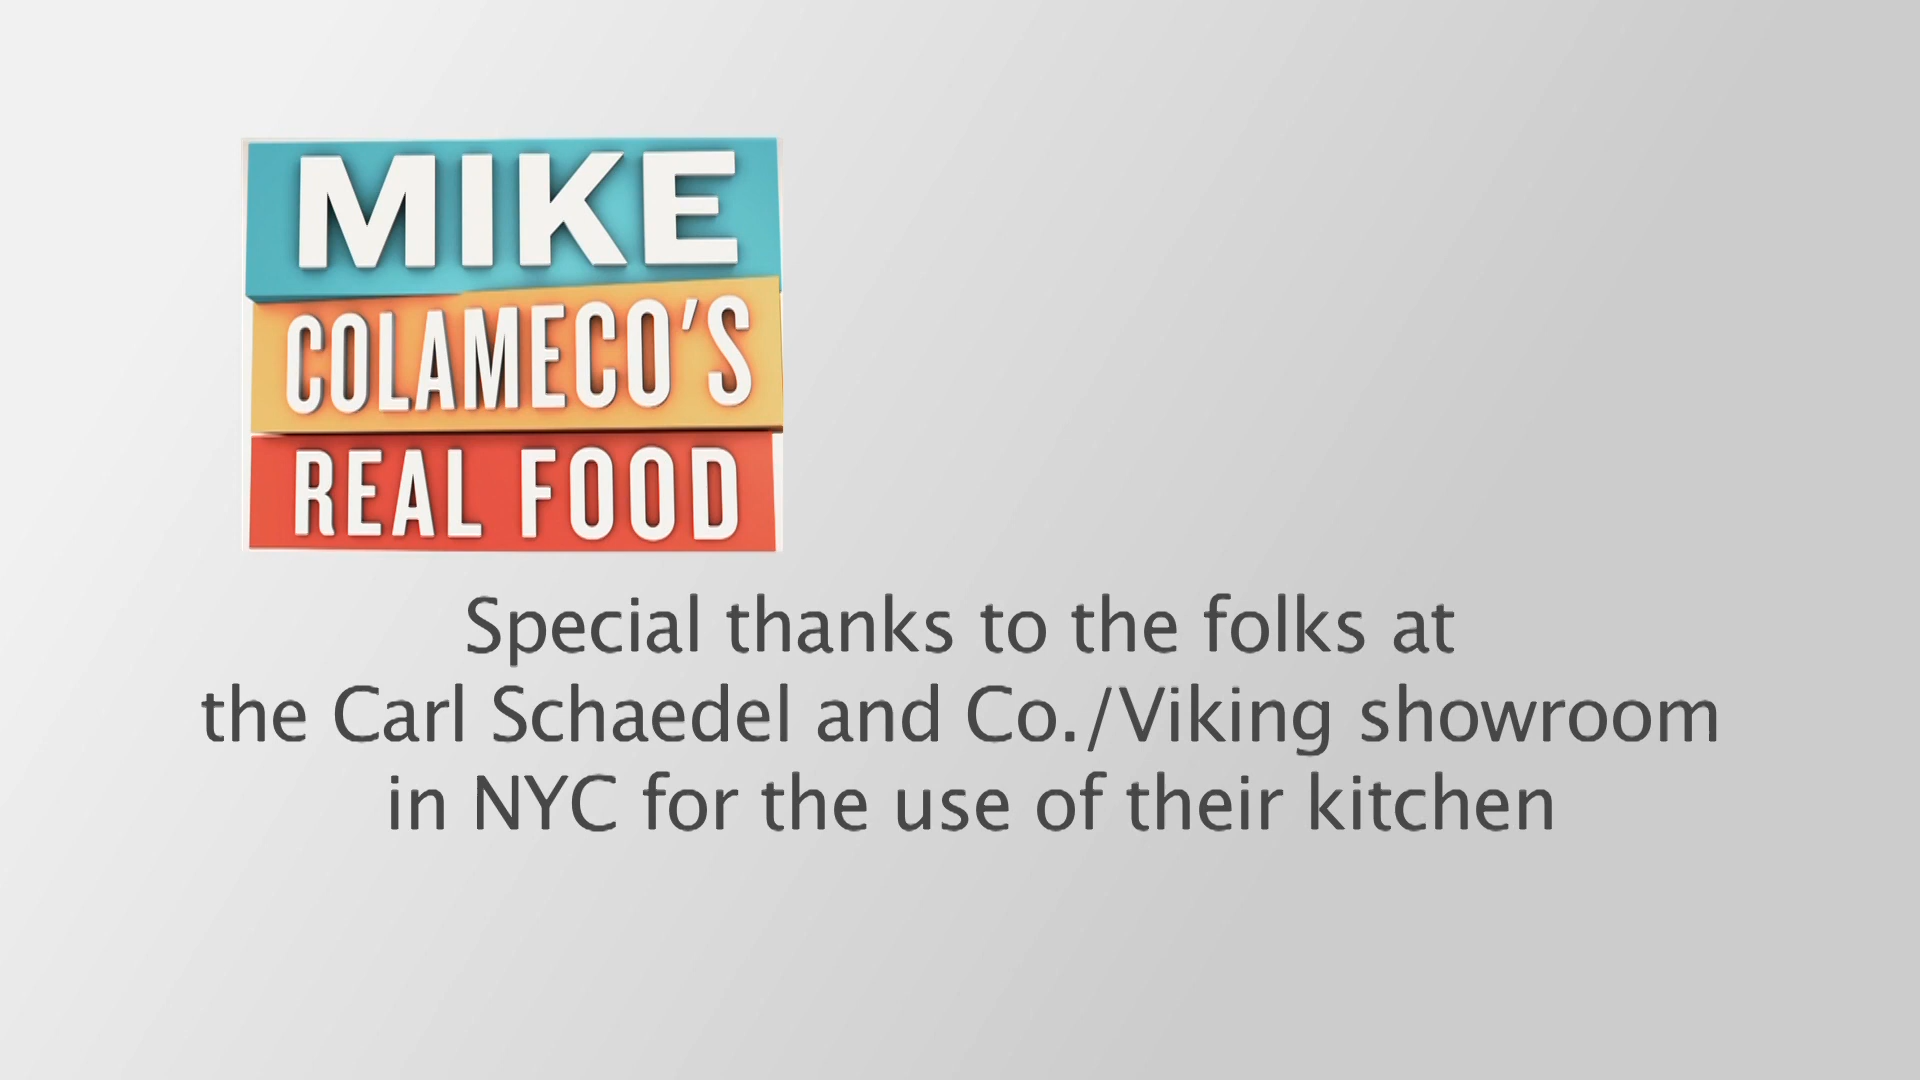 MIKE
COLAMECO'S
REAL FOOD
Special thanks to the folks at
the Carl Schaedel and Co./Viking showroom
in NYC for the use of their kitchen